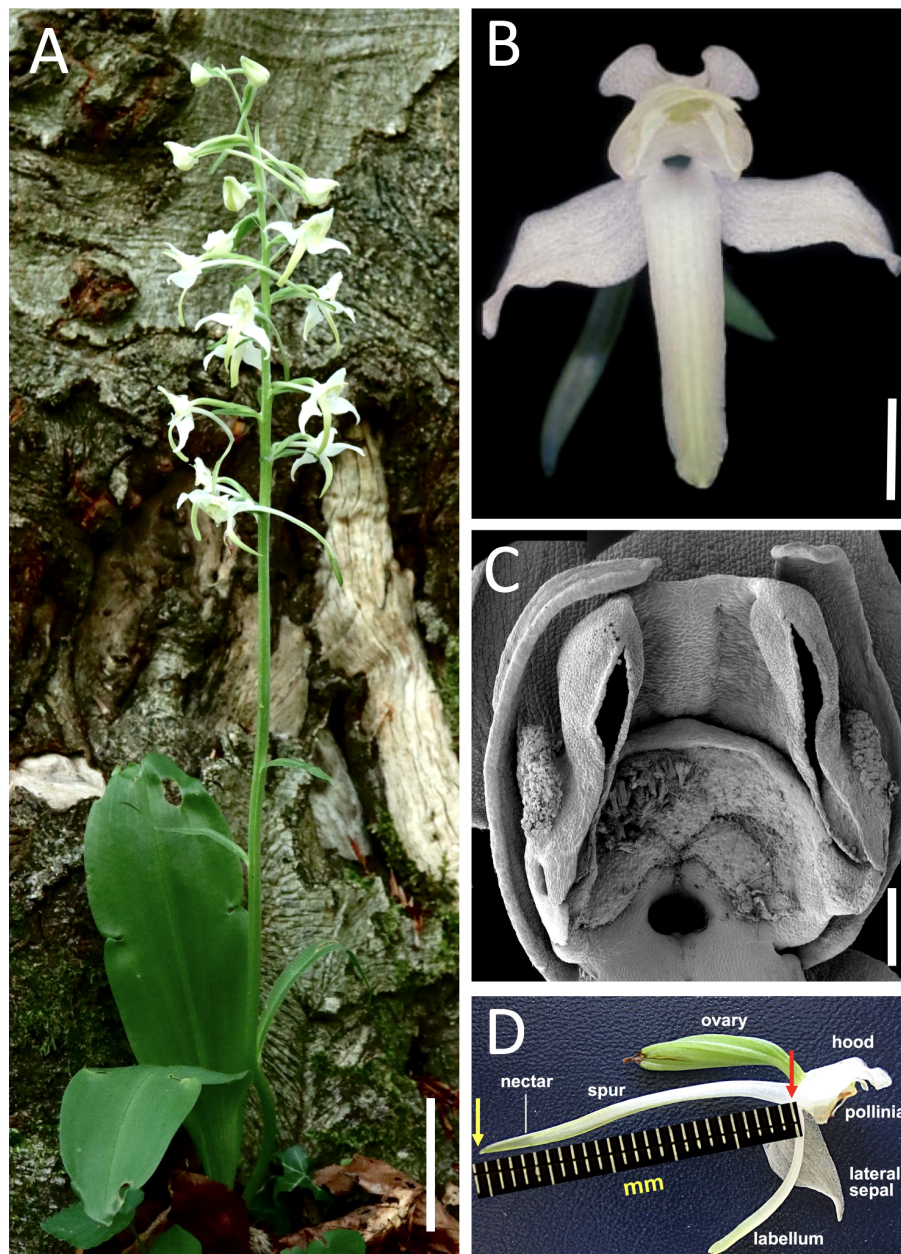 A
B
C
D
ovary
hood
nectar
spur
pollinia
mm
lateral
sepal
labellum